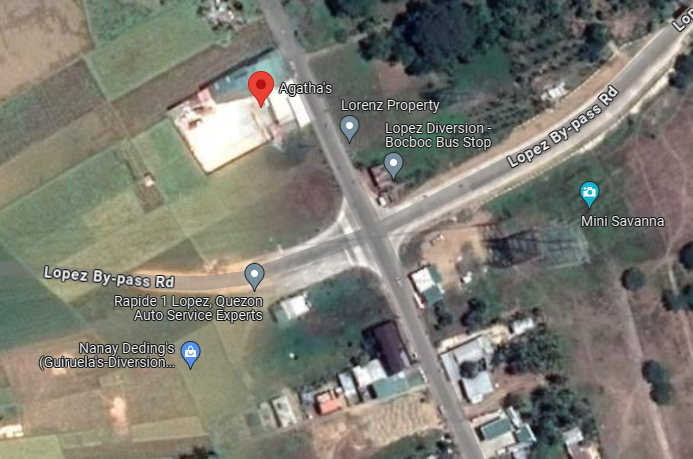 Lop
Agatha's
Lorenz Property
Lopez Diversion -
Bocboc Bus Stop
Lopez By-pass Rd
Mini Savanna
Lopez By-pass Rd
Rapide 1 Lopez, Quezon
Auto Service Experts
Nanay Deding's
(Guiruela's-Diversion...